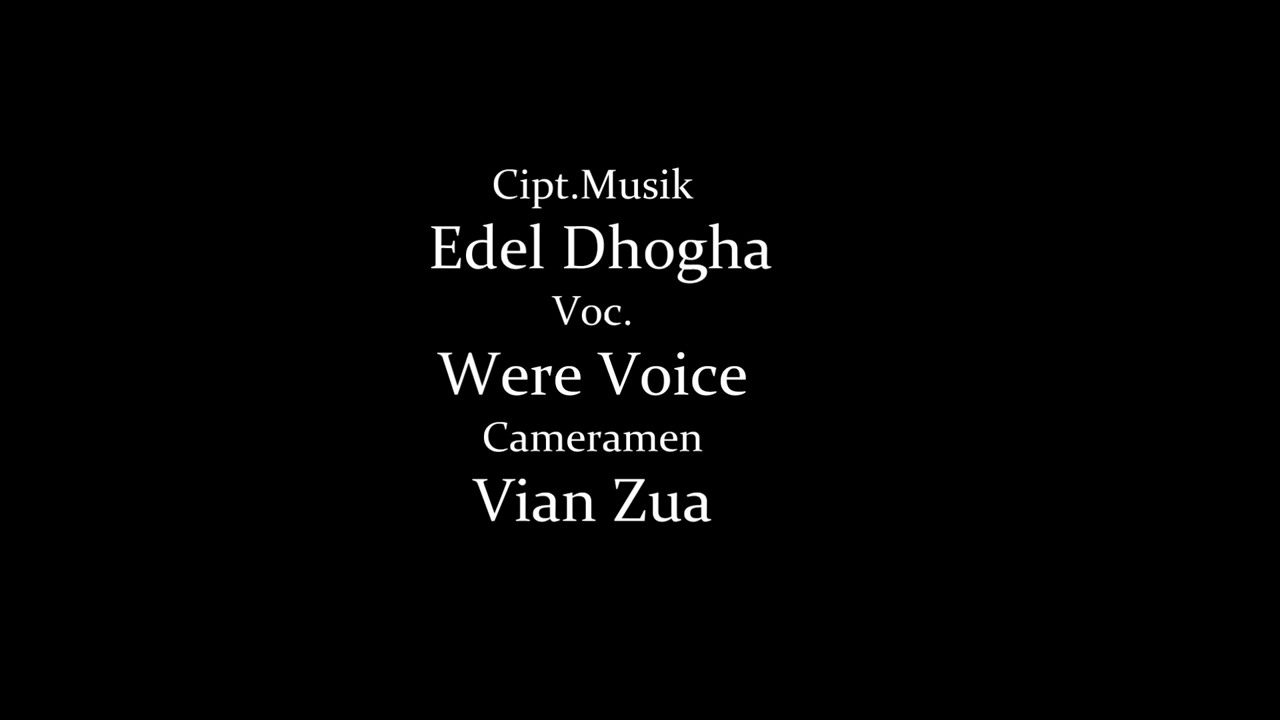 Cipt.Musik
Edel Dhogha
Voc.
Were Voice
Cameramen
Vian Zua